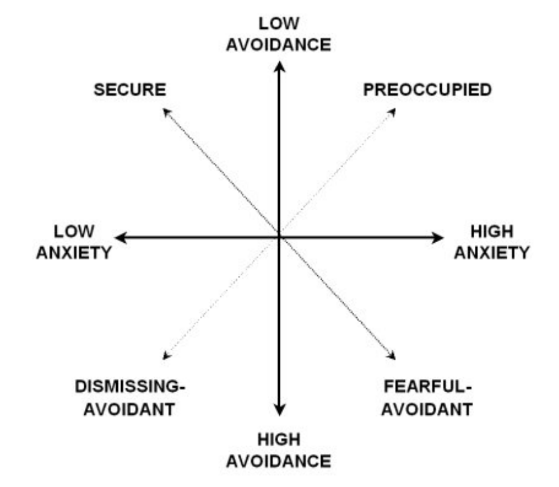 LOW
AVOIDANCE
SECURE
PREOCCUPIED
LOW
ANXIETY
HIGH
ANXIETY
DISMISSING-
AVOIDANT
FEARFUL-
AVOIDANT
HIGH
AVOIDANCE